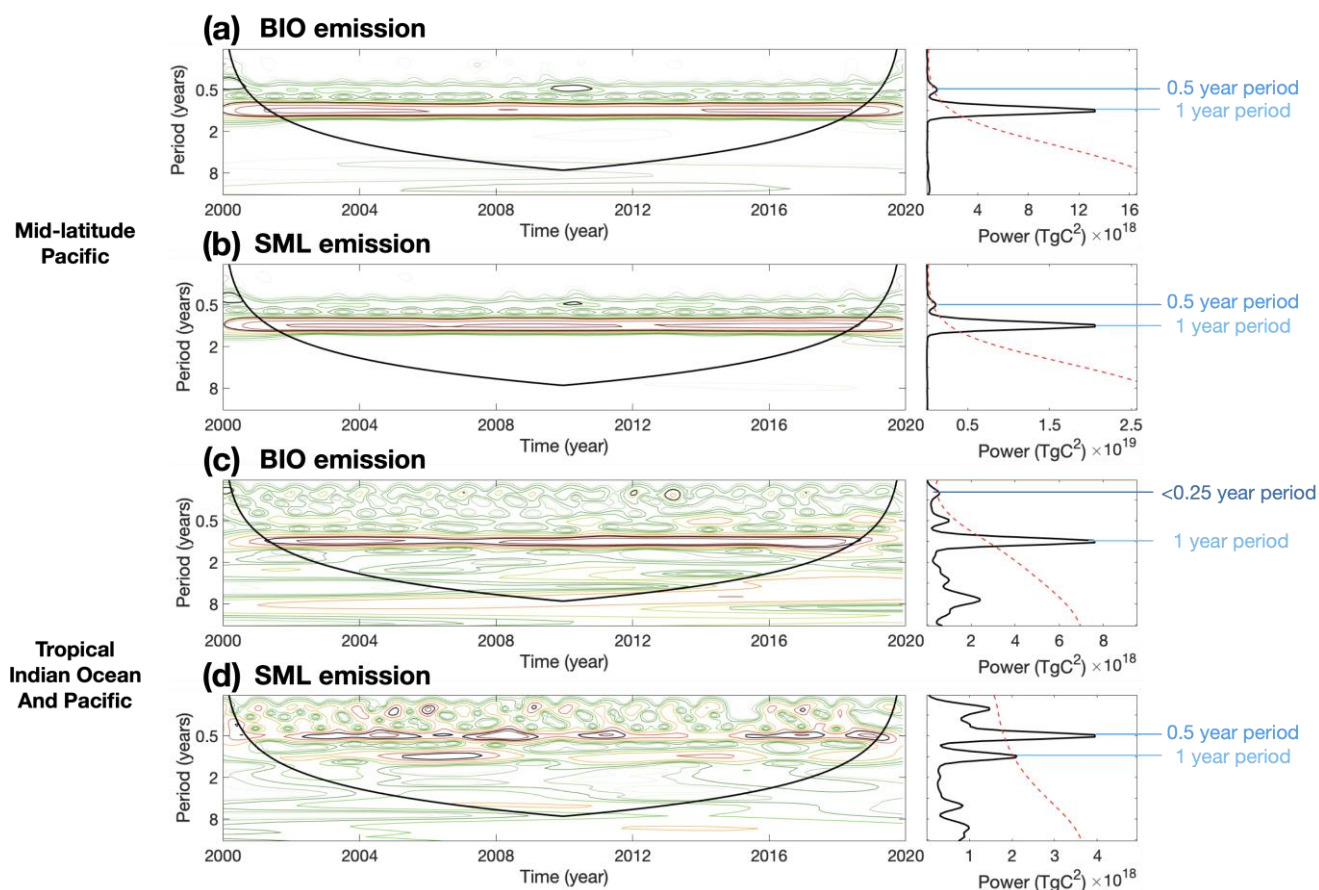 (a) BIO emission
Period (years)
0.5
2
8
2000 2004 2008 2012 2016 2020
Time (year)
4 8 12 16
Power (TgC²) ×10¹⁸
0.5 year period
1 year period
Mid-latitude
Pacific
(b) SML emission
Period (years)
0.5
2
8
2000 2004 2008 2012 2016 2020
Time (year)
0.5 1 1.5 2 2.5
Power (TgC²) ×10¹⁹
0.5 year period
1 year period
(c) BIO emission
Period (years)
0.5
2
8
2000 2004 2008 2012 2016 2020
Time (year)
2 4 6 8
Power (TgC²) ×10¹⁸
<0.25 year period
1 year period
Tropical
Indian Ocean
And Pacific
(d) SML emission
Period (years)
0.5
2
8
2000 2004 2008 2012 2016 2020
Time (year)
1 2 3 4
Power (TgC²) ×10¹⁸
0.5 year period
1 year period